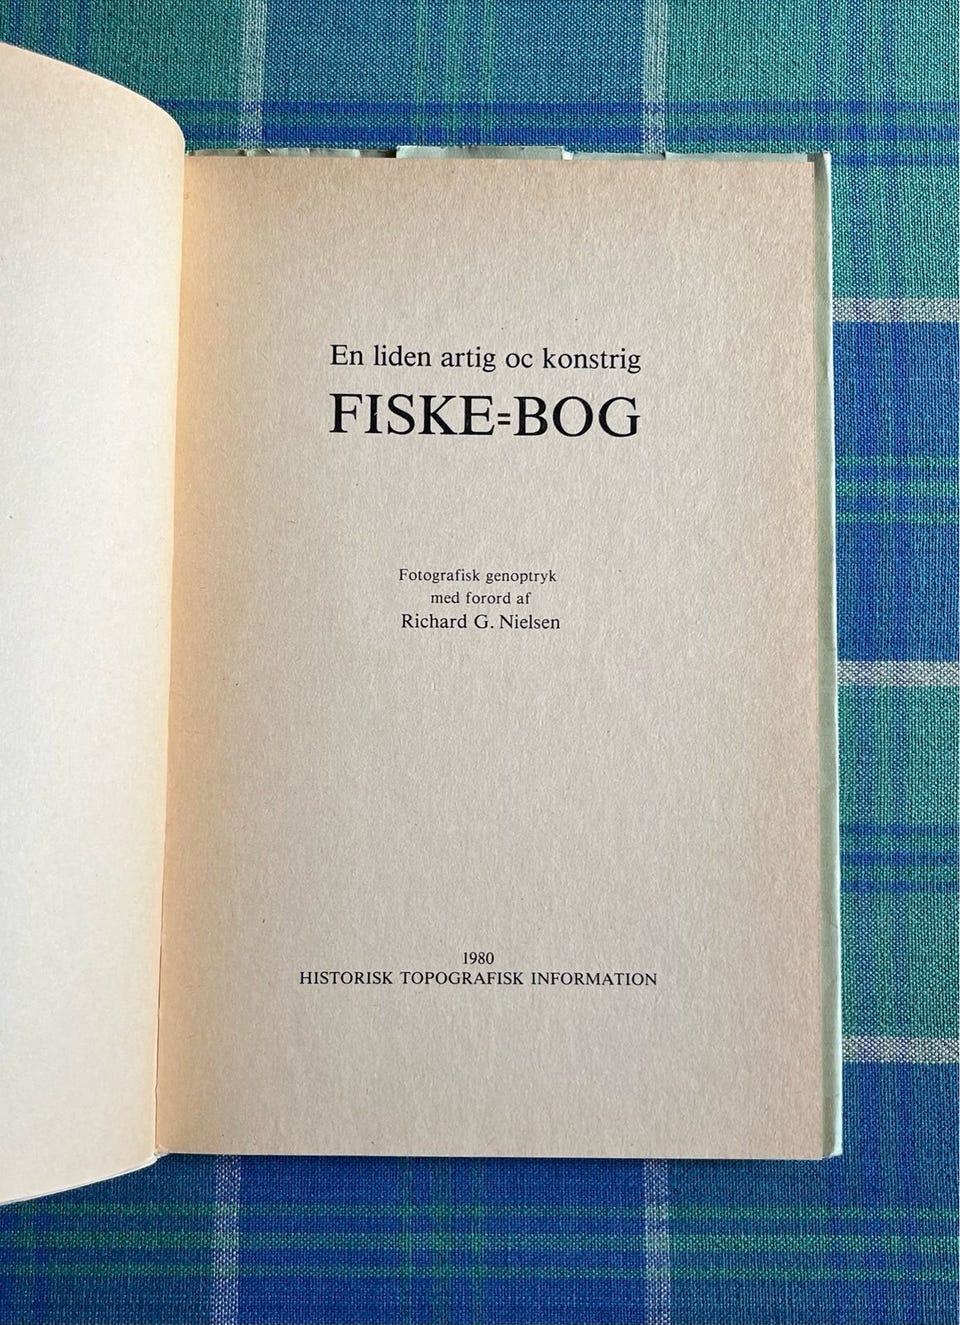 En liden artig oc konstrig
FISKE=BOG
Fotografisk genoptryk
med forord af
Richard G. Nielsen
1980
HISTORISK TOPOGRAFISK INFORMATION